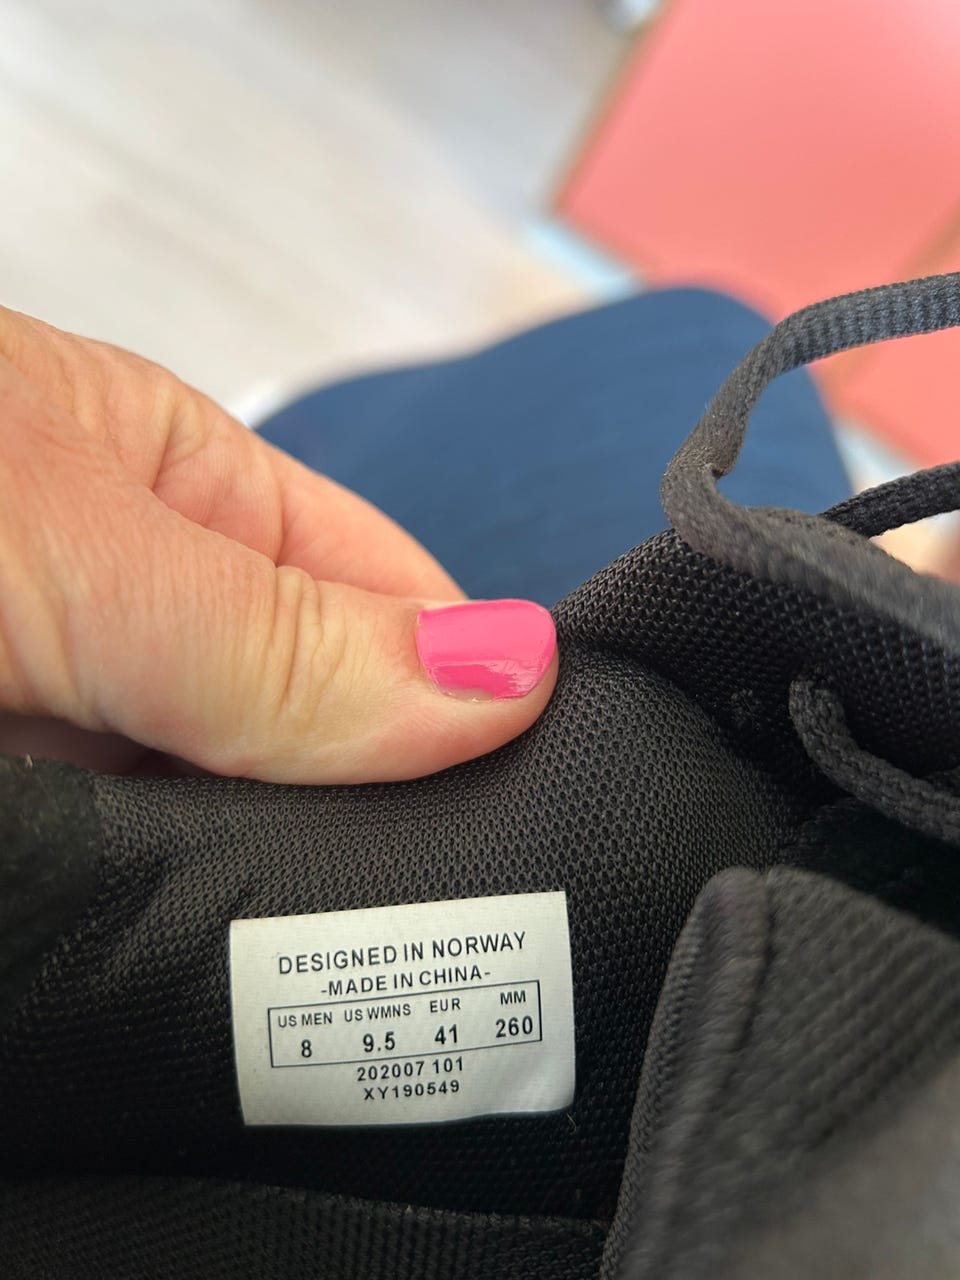 DESIGNED IN NORWAY
-MADE IN CHINA-
US MEN US WMNS EUR MM
8 9.5 41 260
202007 101
XY190549